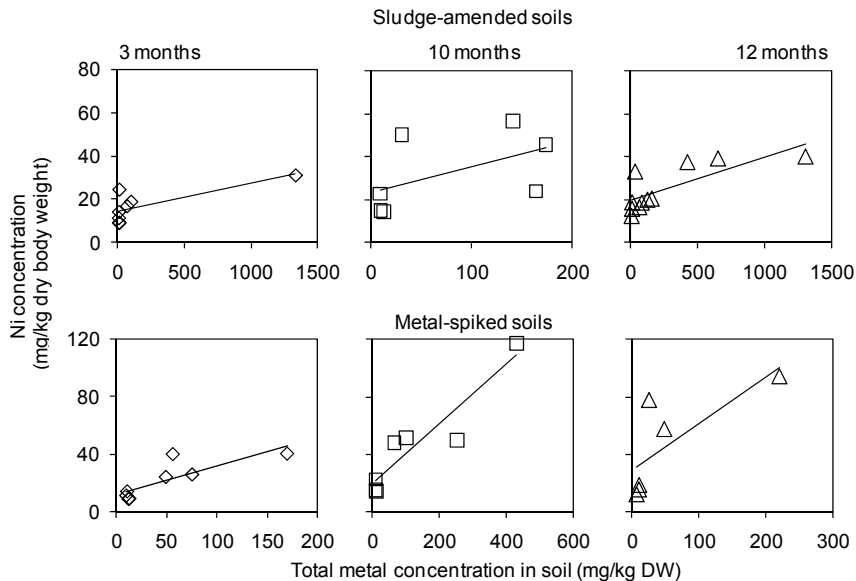 Sludge-amended soils
3 months 10 months 12 months
80
60
40
20
0
0 500 1000 1500
0 100 200
0 500 1000 1500
Ni concentration
(mg/kg dry body weight)
Metal-spiked soils
120
80
40
0
0 50 100 150 200
0 200 400 600
0 100 200 300
Total metal concentration in soil (mg/kg DW)